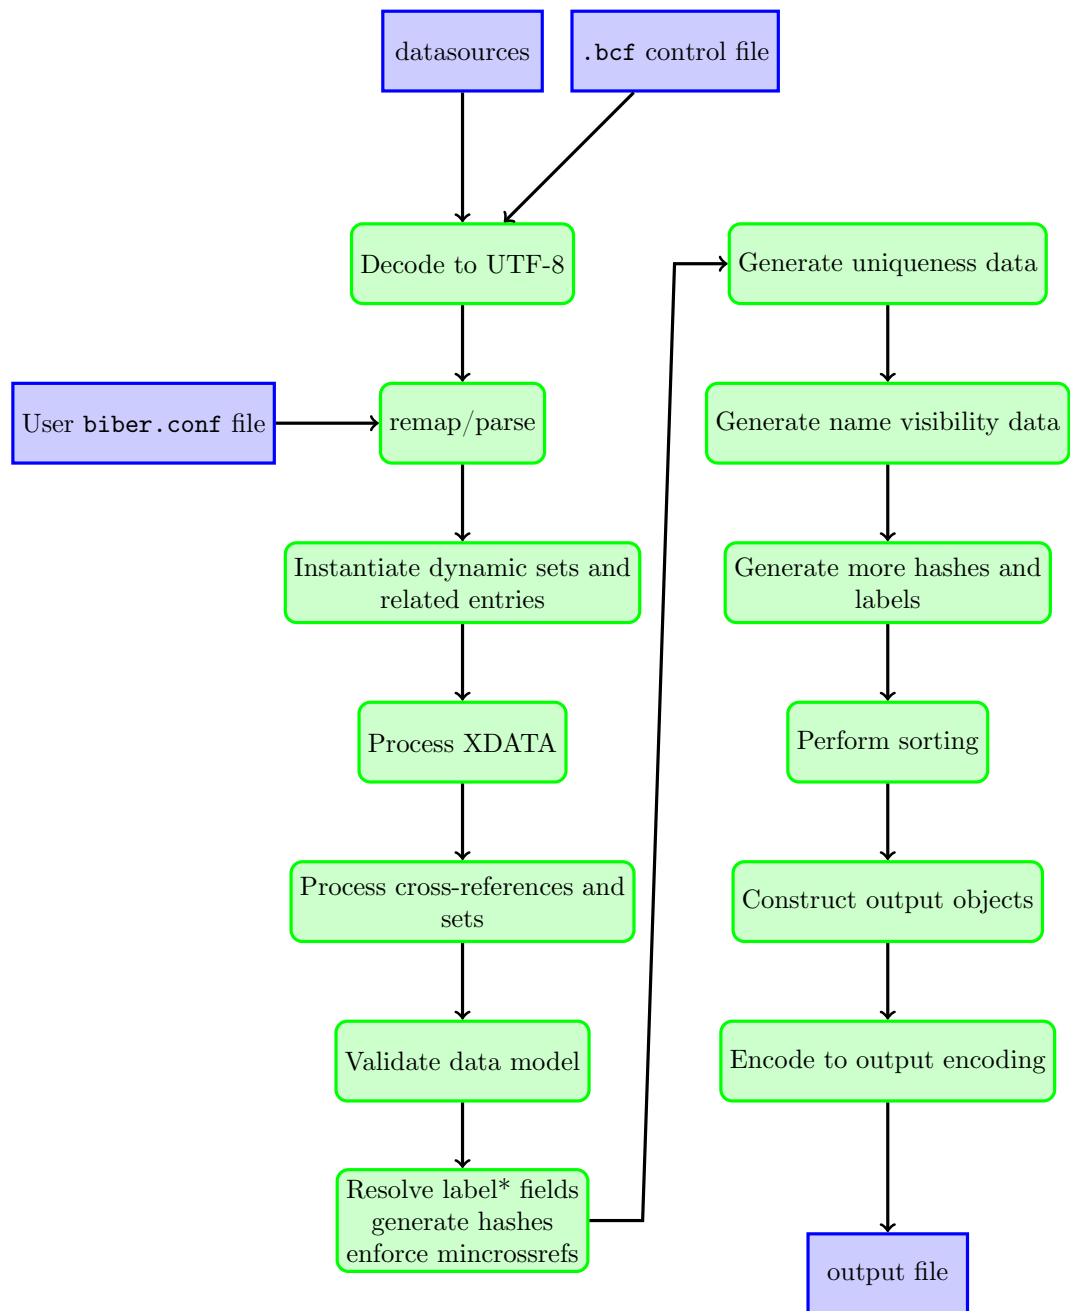 datasources
.bcf control file
Decode to UTF-8
User biber.conf file
remap/parse
Instantiate dynamic sets and
related entries
Process XDATA
Process cross-references and
sets
Validate data model
Resolve label* fields
generate hashes
enforce mincrossrefs
Generate uniqueness data
Generate name visibility data
Generate more hashes and
labels
Perform sorting
Construct output objects
Encode to output encoding
output file